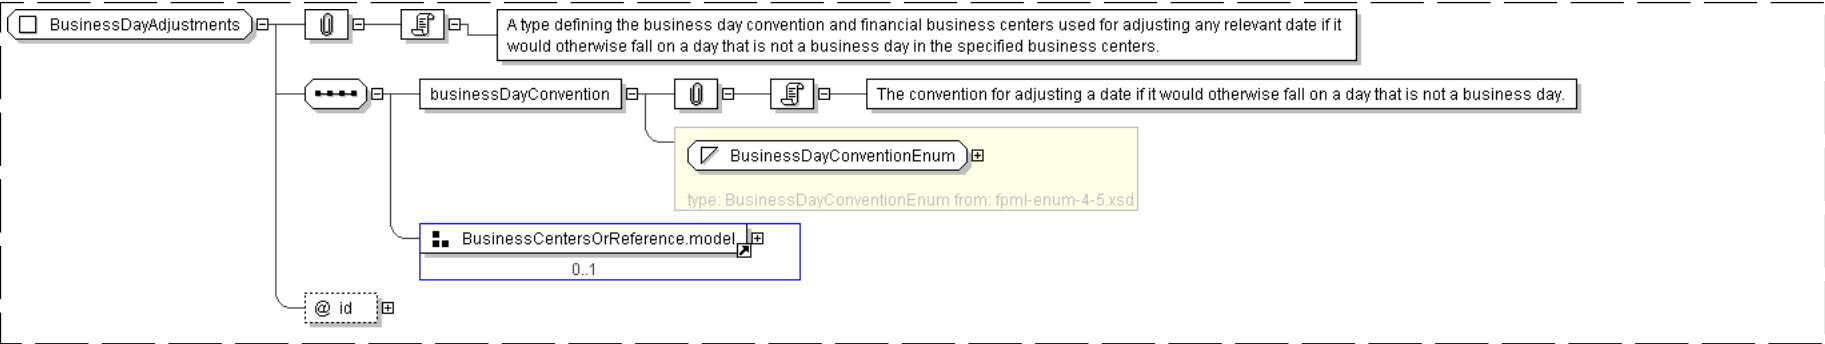 BusinessDayAdjustments
A type defining the business day convention and financial business centers used for adjusting any relevant date if it
would otherwise fall on a day that is not a business day in the specified business centers.
businessDayConvention
The convention for adjusting a date if it would otherwise fall on a day that is not a business day.
BusinessDayConventionEnum
type: BusinessDayConventionEnum from: fpml-enum-4-5.xsd
BusinessCentersOrReference.model
0..1
@ id